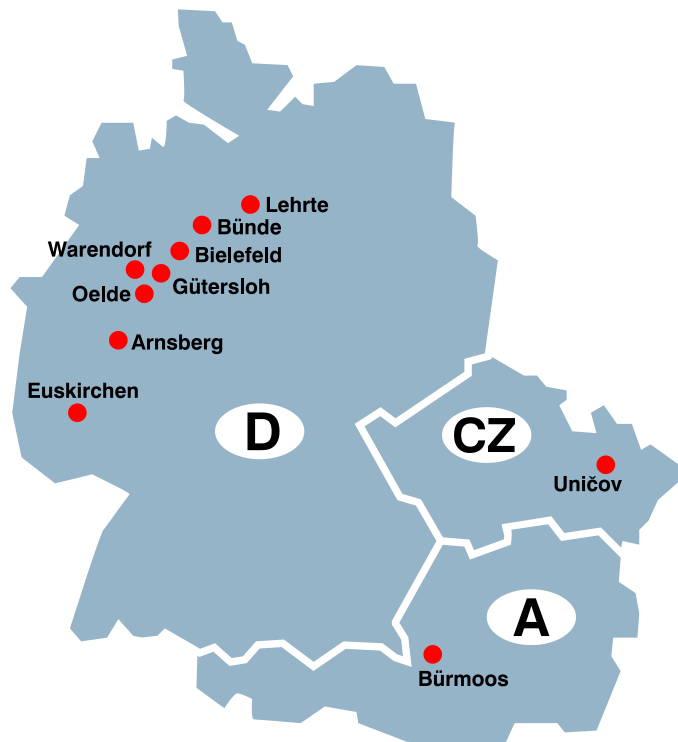 Lehrte
Bünde
Warendorf
Bielefeld
Gütersloh
Oelde
Arnsberg
Euskirchen
D
CZ
Uničov
A
Bürmoos